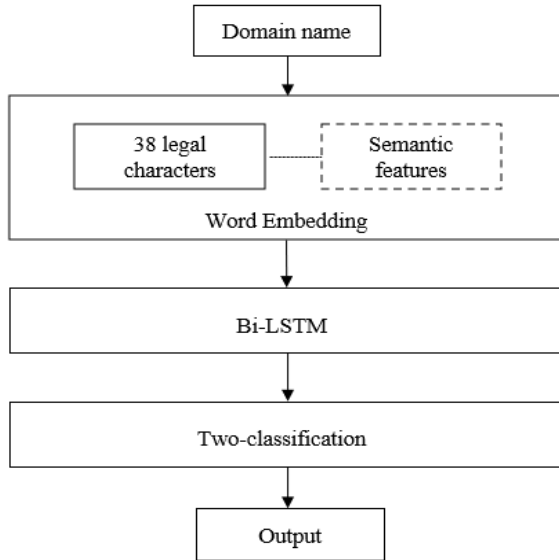 Domain name
38 legal
characters
Semantic
features
Word Embedding
Bi-LSTM
Two-classification
Output